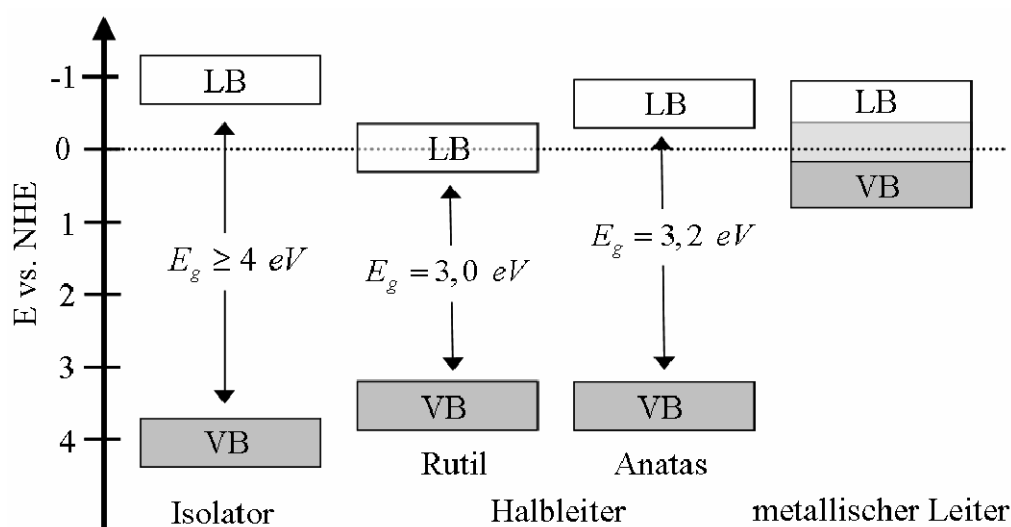 E vs. NHE
-1
0
1
2
3
4
LB
E_g ≥ 4 eV
VB
Isolator
LB
E_g = 3,0 eV
VB
Rutil
LB
E_g = 3,2 eV
VB
Anatas
Halbleiter
LB
VB
metallischer Leiter